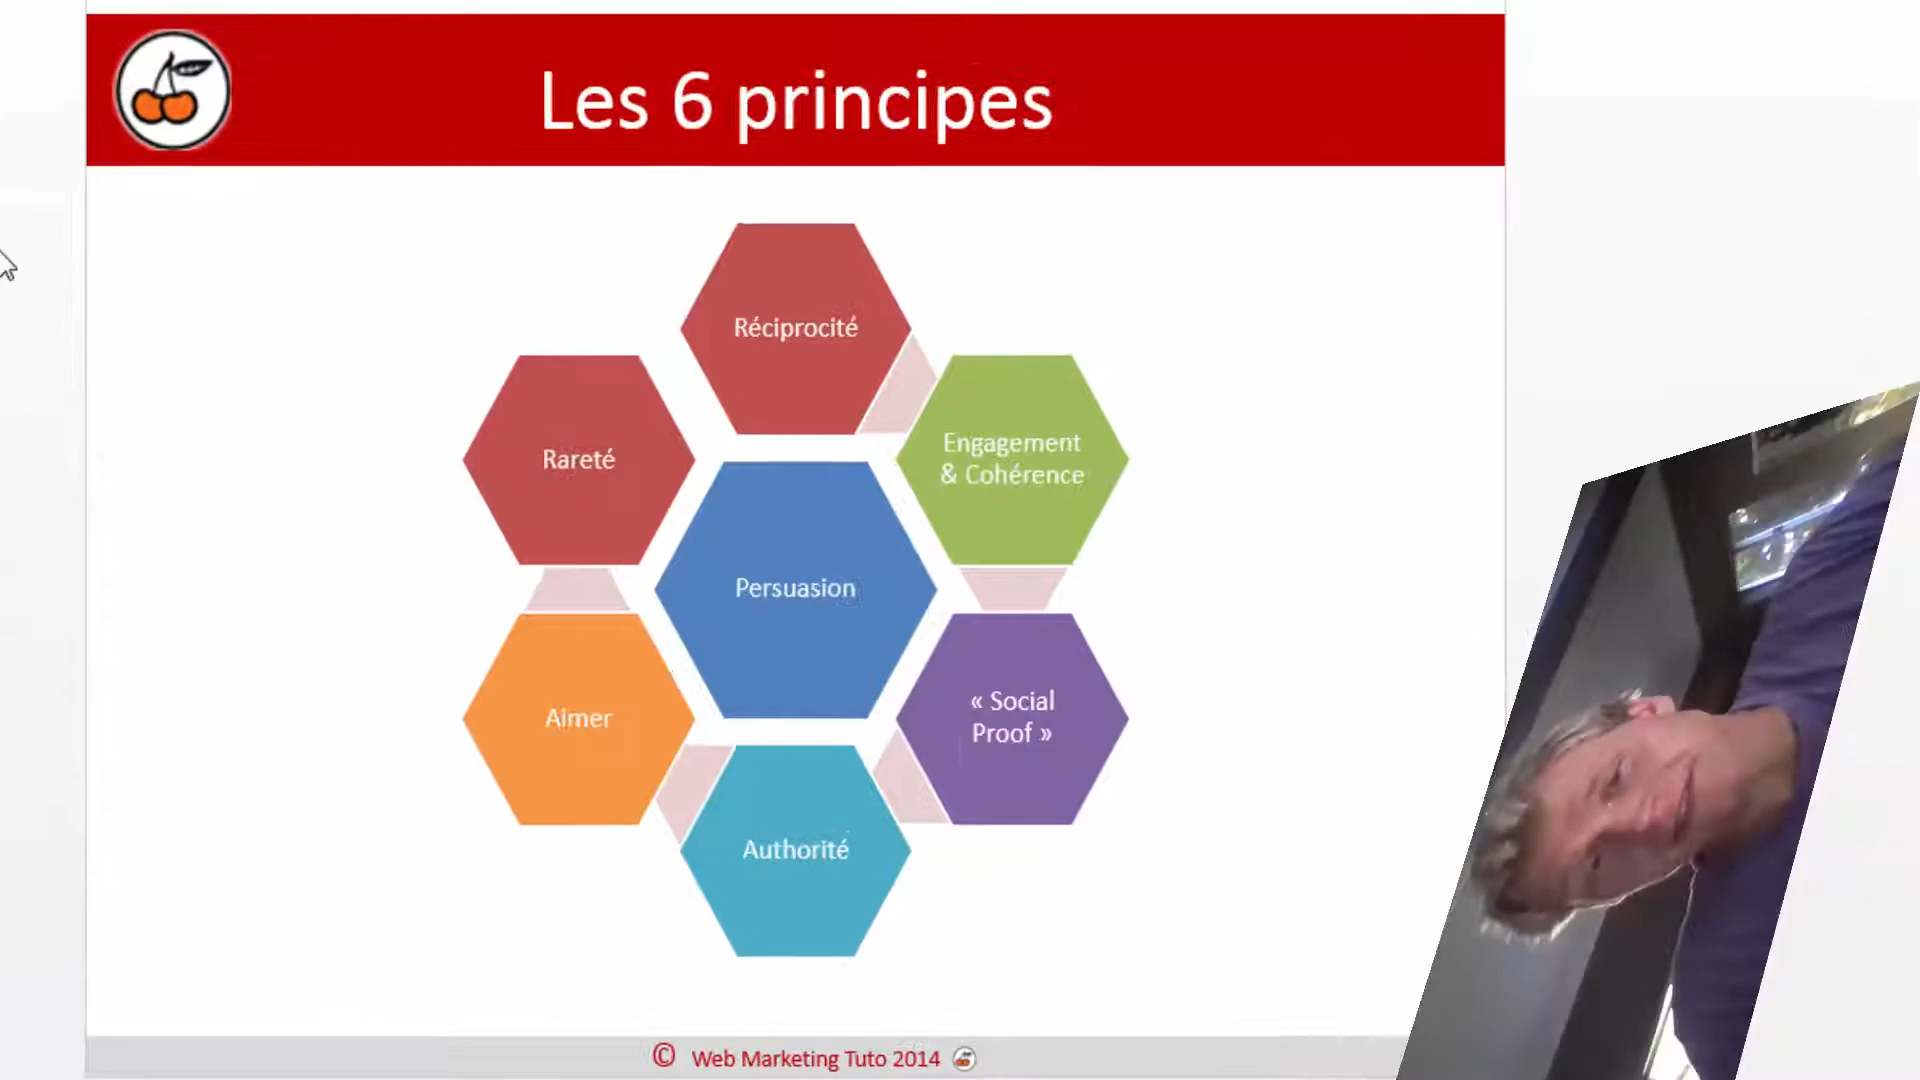 Les 6 principes
Réciprocité
Rareté
Engagement
& Cohérence
Persuasion
Aimer
« Social
Proof »
Authorité
© Web Marketing Tuto 2014